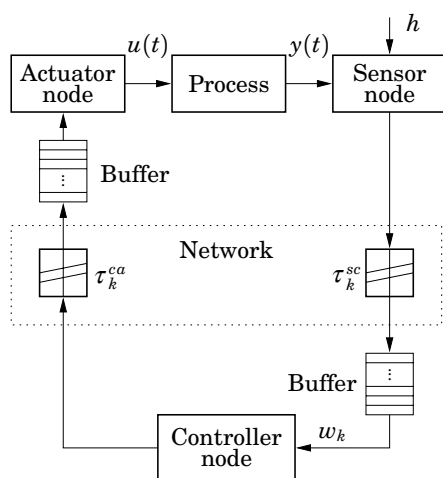 h
u(t)
y(t)
Actuator
node
Process
Sensor
node
Buffer
...
Network
τ_k^{ca}
τ_k^{sc}
Buffer
...
Controller
node
w_k